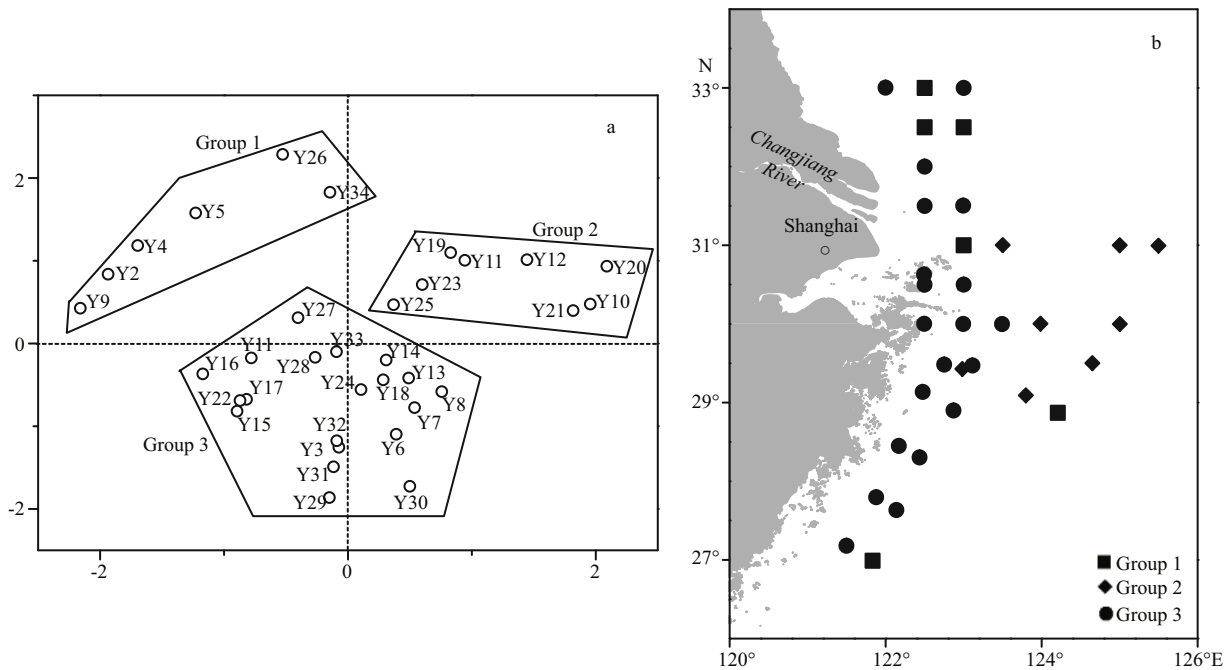 a
Group 1
Y26
Y34
Y5
Y4
Y2
Y9
Group 2
Y19
Y11
Y12
Y20
Y23
Y25
Y21
Y10
Y27
Y33
Y11
Y16
Y28
Y14
Y13
Y24
Y18
Y8
Y22
Y17
Y15
Y7
Group 3
Y32
Y6
Y3
Y31
Y29
Y30
2
0
-2
-2
0
2
b
N
33°
31°
29°
27°
Changjiang
River
Shanghai
Group 1
Group 2
Group 3
120°
122°
124°
126°E